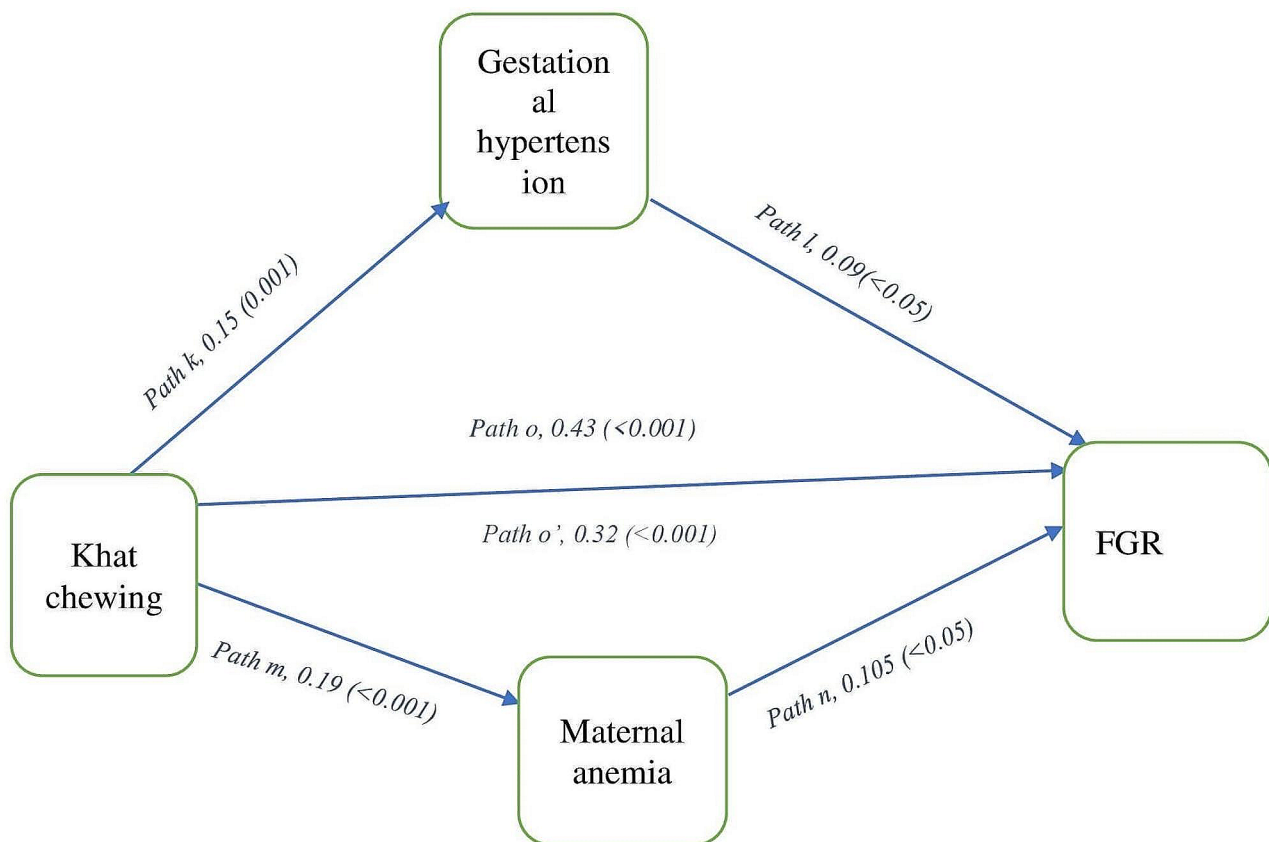 Gestation
al
hypertens
ion
Path l, 0.09(<0.05)
Path k, 0.15 (0.001)
Path o, 0.43 (<0.001)
Path o’, 0.32 (<0.001)
Khat
chewing
FGR
Path m, 0.19 (<0.001)
Path n, 0.105 (<0.05)
Maternal
anemia